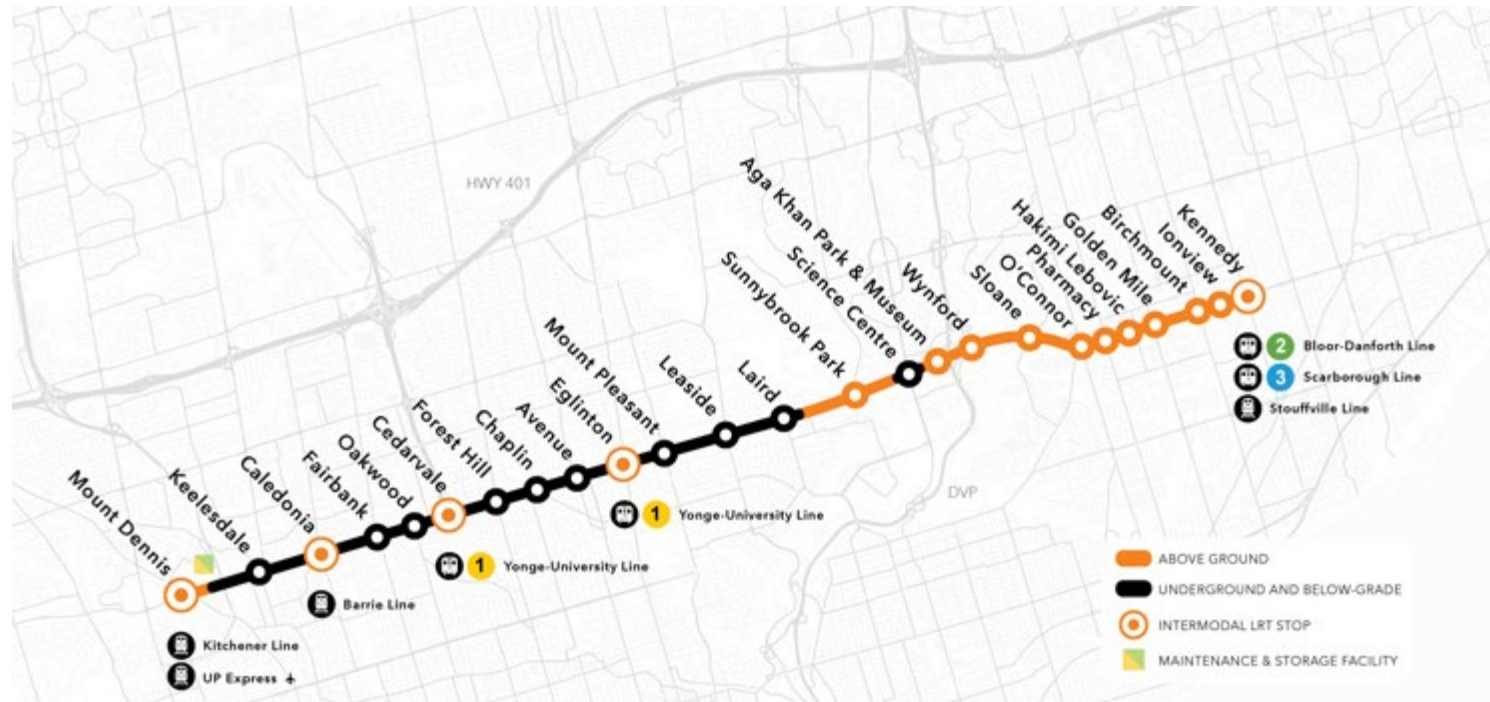 HWY 401
Mount Dennis
Keelesdale
Caledonia
Fairbank
Oakwood
Cedarvale
Forest Hill
Chaplin
Avenue
Eglinton
Mount Pleasant
Leaside
Laird
Sunnybrook Park
Science Centre
Aga Khan Park & Museum
Wynford
Sloane
O'Connor
Pharmacy
Hakimi Lebovic
Golden Mile
Birchmount
Ionview
Kennedy
2 Bloor-Danforth Line
3 Scarborough Line
Stouffville Line
DVP
1 Yonge-University Line
1 Yonge-University Line
Barrie Line
Kitchener Line
UP Express
ABOVE GROUND
UNDERGROUND AND BELOW-GRADE
INTERMODAL LRT STOP
MAINTENANCE & STORAGE FACILITY